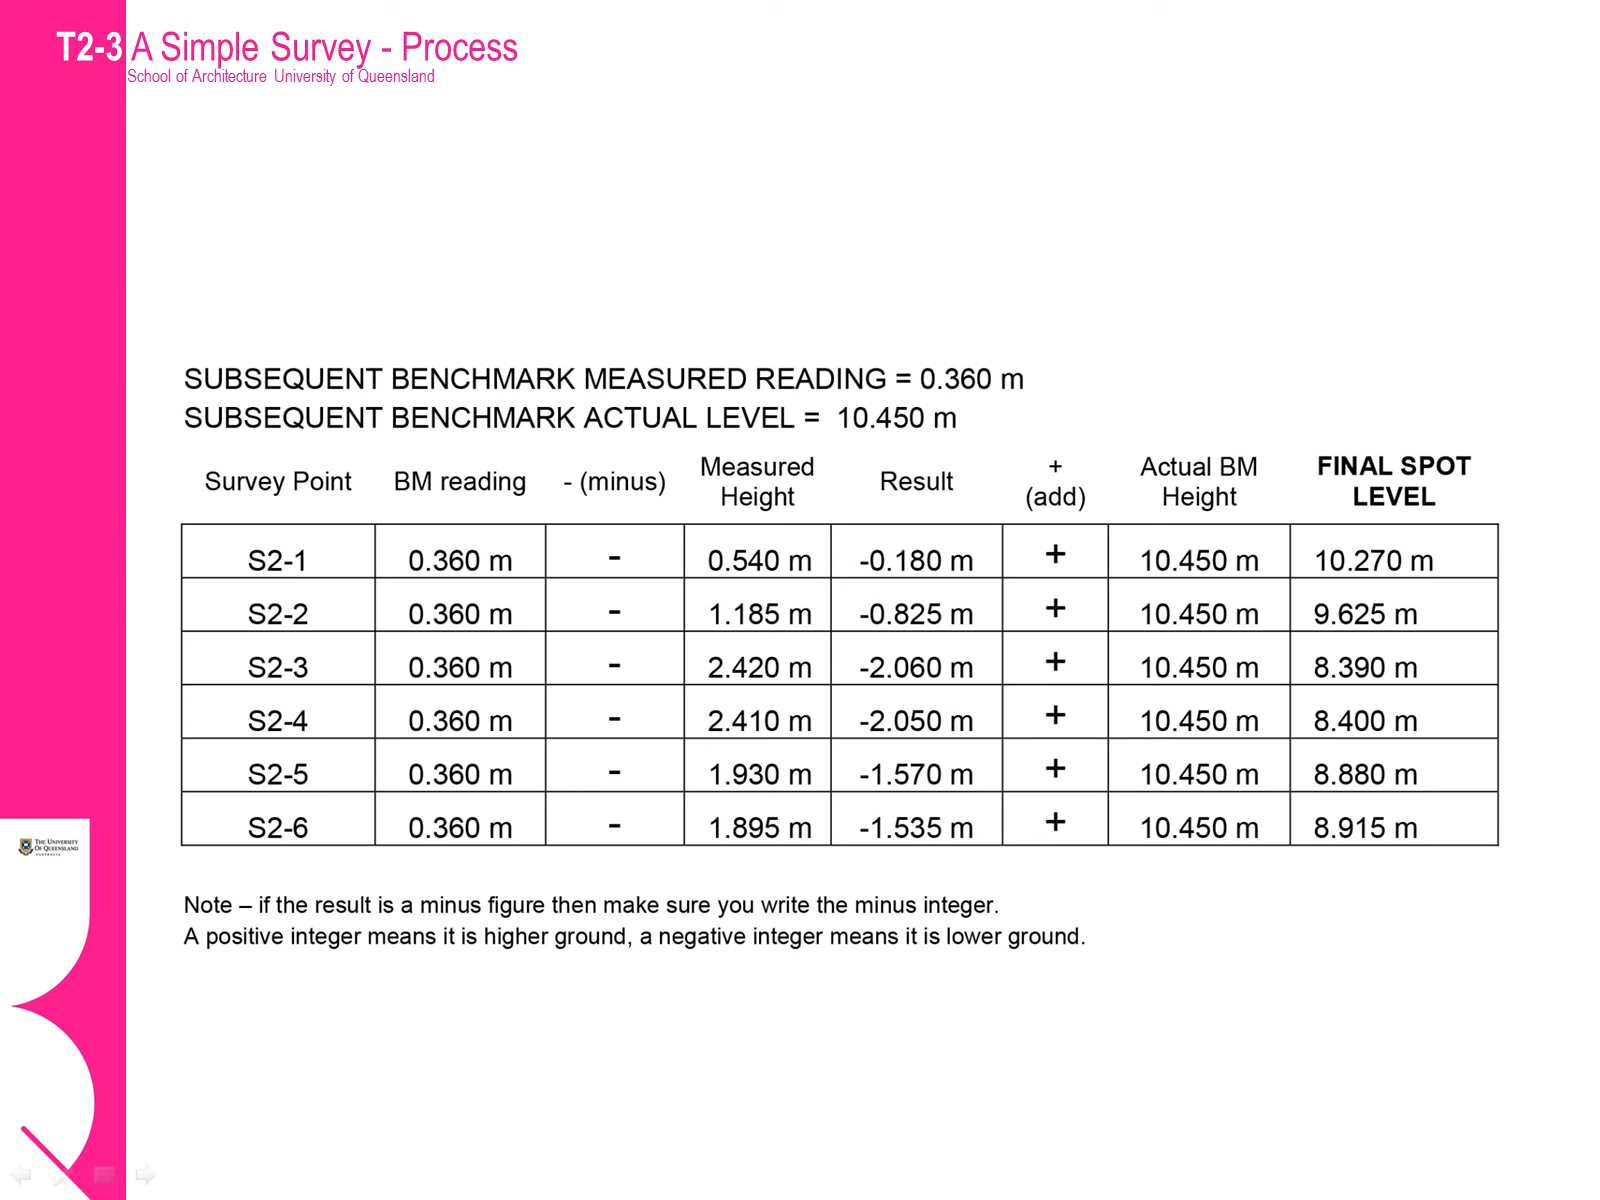 T2-3 A Simple Survey - Process
School of Architecture University of Queensland
SUBSEQUENT BENCHMARK MEASURED READING = 0.360 m
SUBSEQUENT BENCHMARK ACTUAL LEVEL = 10.450 m
Survey Point BM reading - (minus) Measured Height Result + (add) Actual BM Height FINAL SPOT LEVEL
S2-1 0.360 m - 0.540 m -0.180 m + 10.450 m 10.270 m
S2-2 0.360 m - 1.185 m -0.825 m + 10.450 m 9.625 m
S2-3 0.360 m - 2.420 m -2.060 m + 10.450 m 8.390 m
S2-4 0.360 m - 2.410 m -2.050 m + 10.450 m 8.400 m
S2-5 0.360 m - 1.930 m -1.570 m + 10.450 m 8.880 m
S2-6 0.360 m - 1.895 m -1.535 m + 10.450 m 8.915 m
Note – if the result is a minus figure then make sure you write the minus integer.
A positive integer means it is higher ground, a negative integer means it is lower ground.
THE UNIVERSITY
OF QUEENSLAND
AUSTRALIA